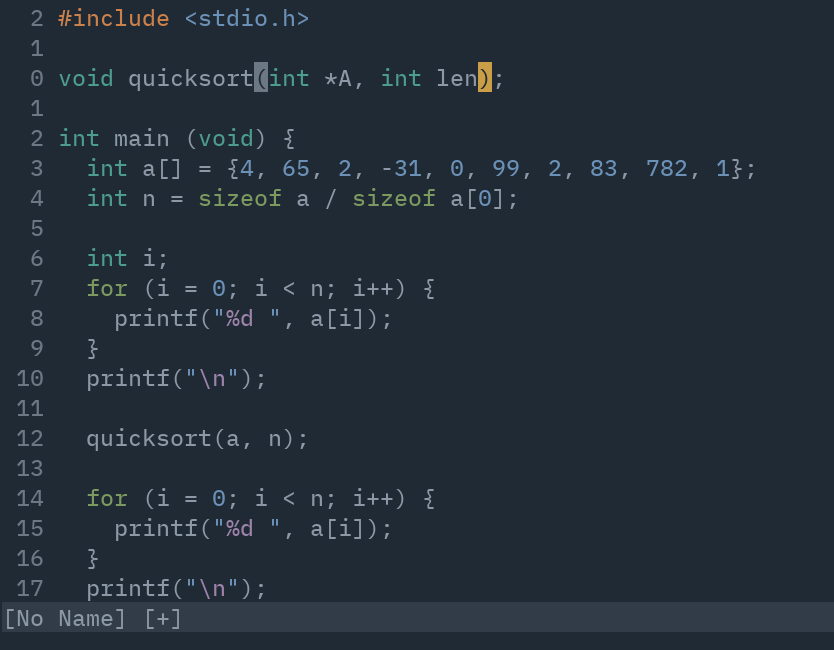 2 #include <stdio.h>
1
0 void quicksort(int *A, int len);
1
2 int main (void) {
3   int a[] = {4, 65, 2, -31, 0, 99, 2, 83, 782, 1};
4   int n = sizeof a / sizeof a[0];
5
6   int i;
7   for (i = 0; i < n; i++) {
8     printf("%d ", a[i]);
9   }
10   printf("\n");
11
12   quicksort(a, n);
13
14   for (i = 0; i < n; i++) {
15     printf("%d ", a[i]);
16   }
17   printf("\n");
[No Name] [+]